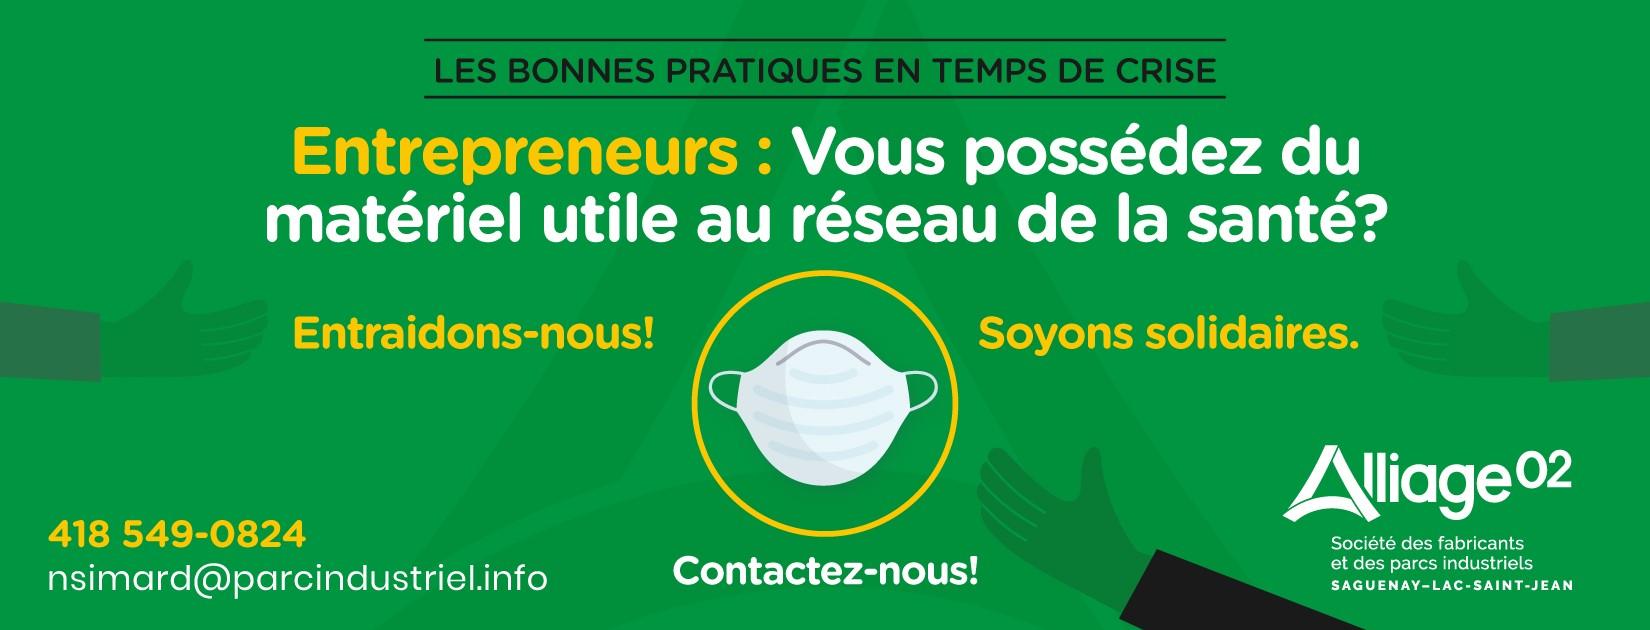 LES BONNES PRATIQUES EN TEMPS DE CRISE
Entrepreneurs : Vous possédez du
matériel utile au réseau de la santé?
Entraidons-nous!
Soyons solidaires.
Contactez-nous!
418 549-0824
nsimard@parcindustriel.info
Alliage02
Société des fabricants
et des parcs industriels
SAGUENAY–LAC-SAINT-JEAN